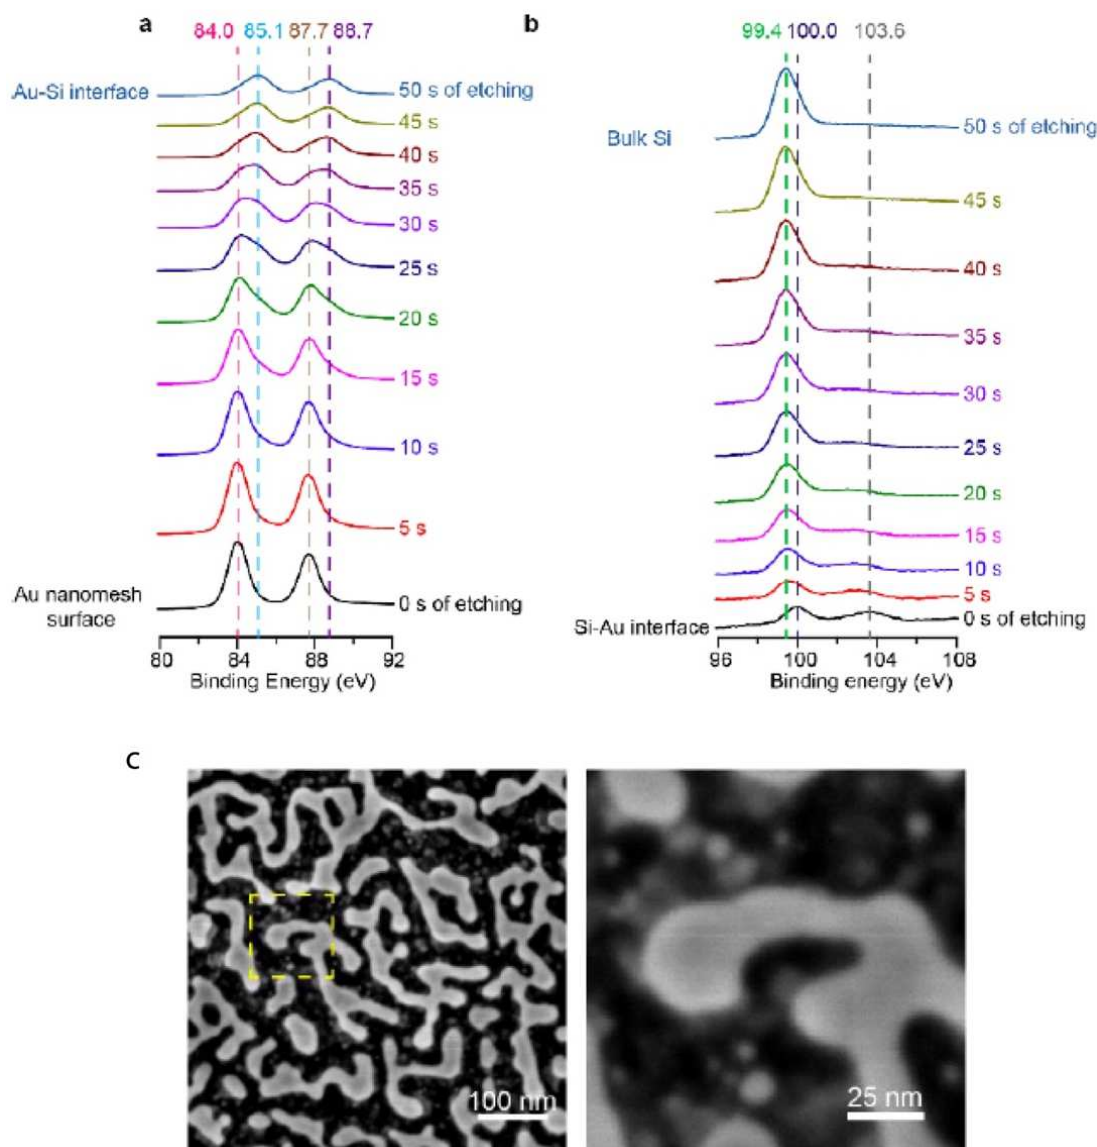 a
84.0 85.1 87.7 88.7
Au-Si interface
50 s of etching
45 s
40 s
35 s
30 s
25 s
20 s
15 s
10 s
5 s
0 s of etching
Au nanomesh
surface
80 84 88 92
Binding Energy (eV)
b
99.4 100.0 103.6
Bulk Si
50 s of etching
45 s
40 s
35 s
30 s
25 s
20 s
15 s
10 s
5 s
0 s of etching
Si-Au interface
96 100 104 108
Binding energy (eV)
c
100 nm
25 nm